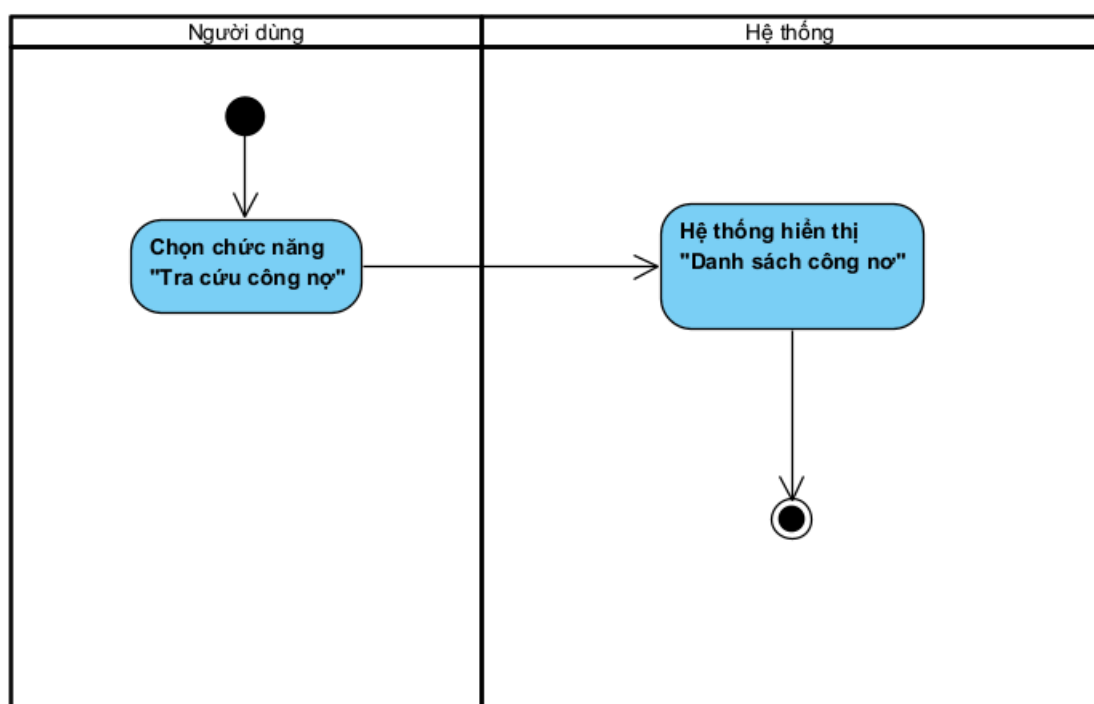 Người dùng
Hệ thống
Chọn chức năng
"Tra cứu công nợ"
Hệ thống hiển thị
"Danh sách công nơ"